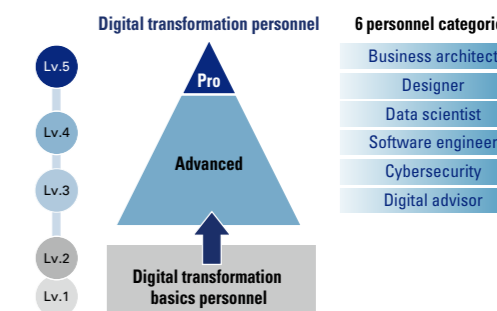 Digital transformation personnel
6 personnel categorie
Lv.5
Lv.4
Lv.3
Lv.2
Lv.1
Pro
Advanced
Digital transformation
basics personnel
Business architect
Designer
Data scientist
Software engineer
Cybersecurity
Digital advisor